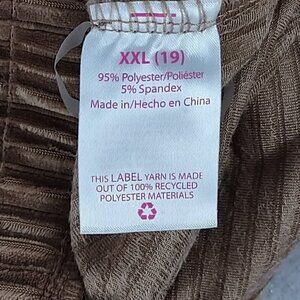 XXL (19)
95% Polyester/Poliéster
5% Spandex
Made in/Hecho en China
THIS LABEL YARN IS MADE
OUT OF 100% RECYCLED
POLYESTER MATERIALS